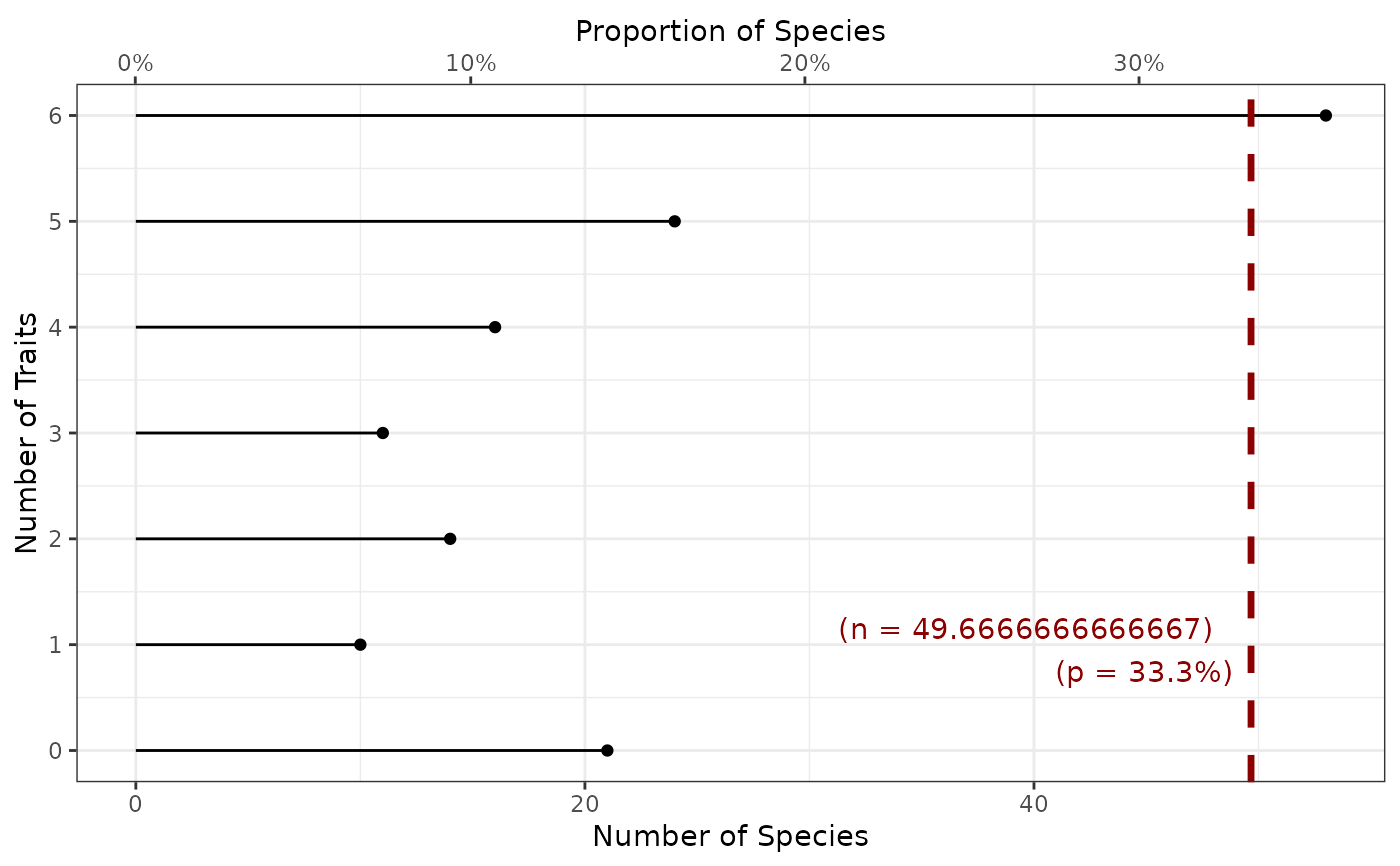 Proportion of Species
0% 10% 20% 30%
6
5
4
3
2
1
0
Number of Traits
(n = 49.6666666666667)
(p = 33.3%)
0 20 40
Number of Species